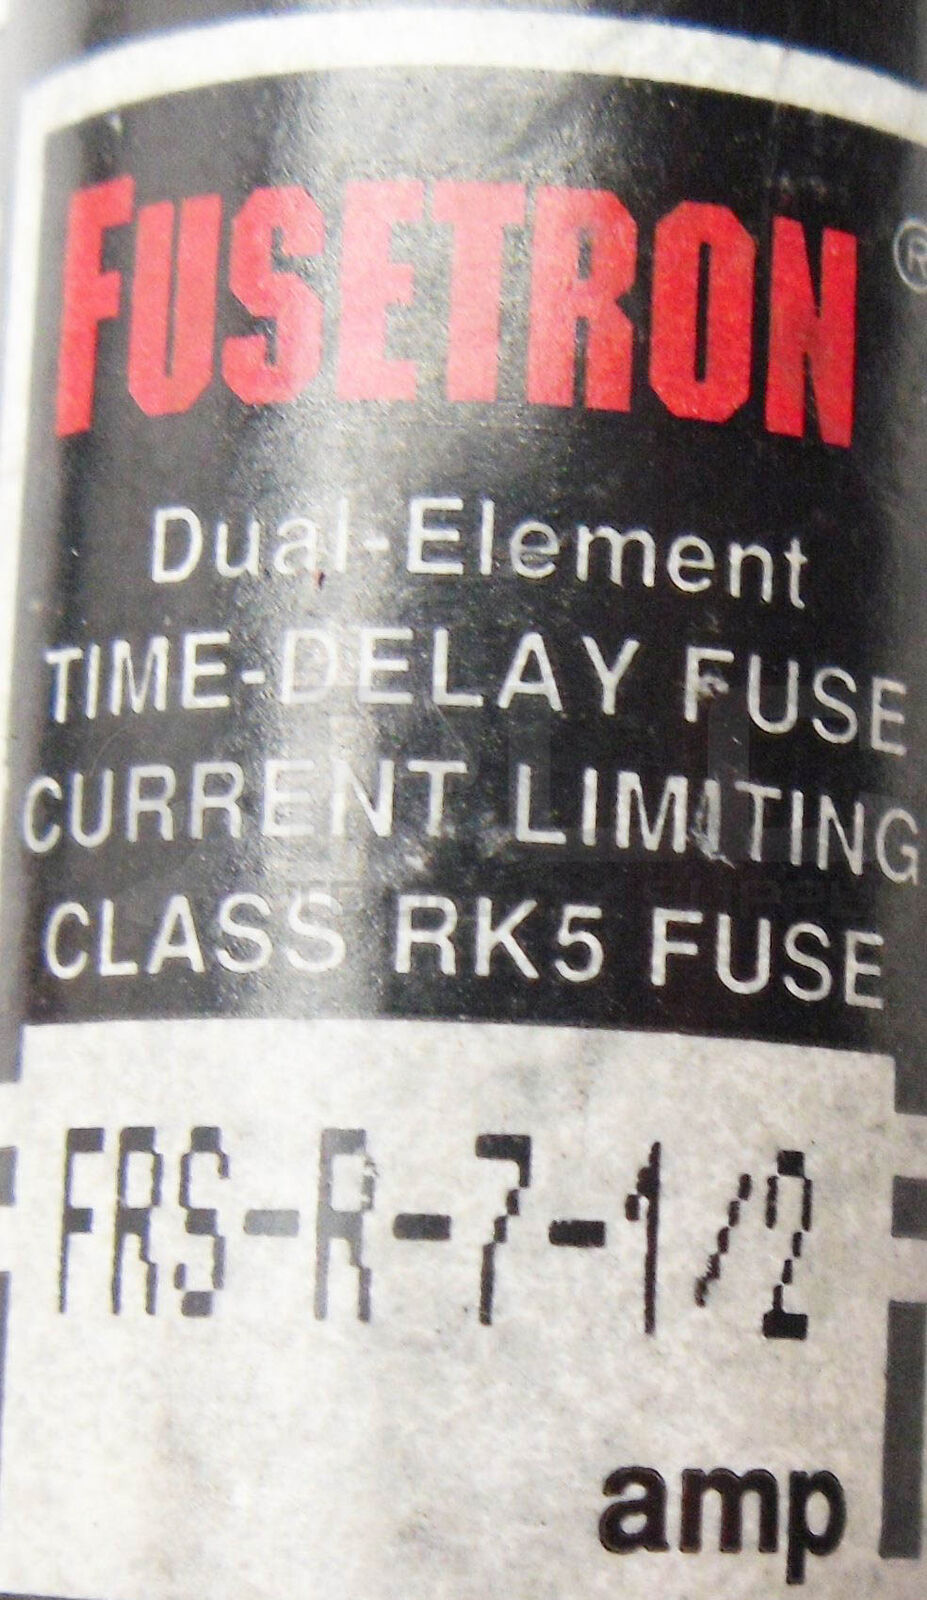 FUSETRON®
Dual-Element
TIME-DELAY FUSE
CURRENT LIMITING
CLASS RK5 FUSE
FRS-R-7-1/2
amp